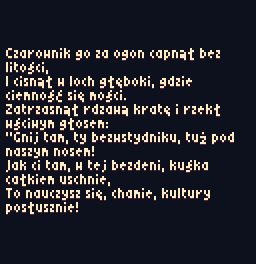 Czarownik go za ogon capnął bez
litości,
I cisnął w loch głęboki, gdzie
ciemność się mości.
Zatrzasnął rdzawą kratę i rzekł
mściwym głosem:
"Gnij tam, ty bezwstydniku, tuż pod
naszym nosem!
Jak ci tam, w tej bezdeni, kuśka
całkiem uschnie,
To nauczysz się, chamie, kultury
posłusznie!